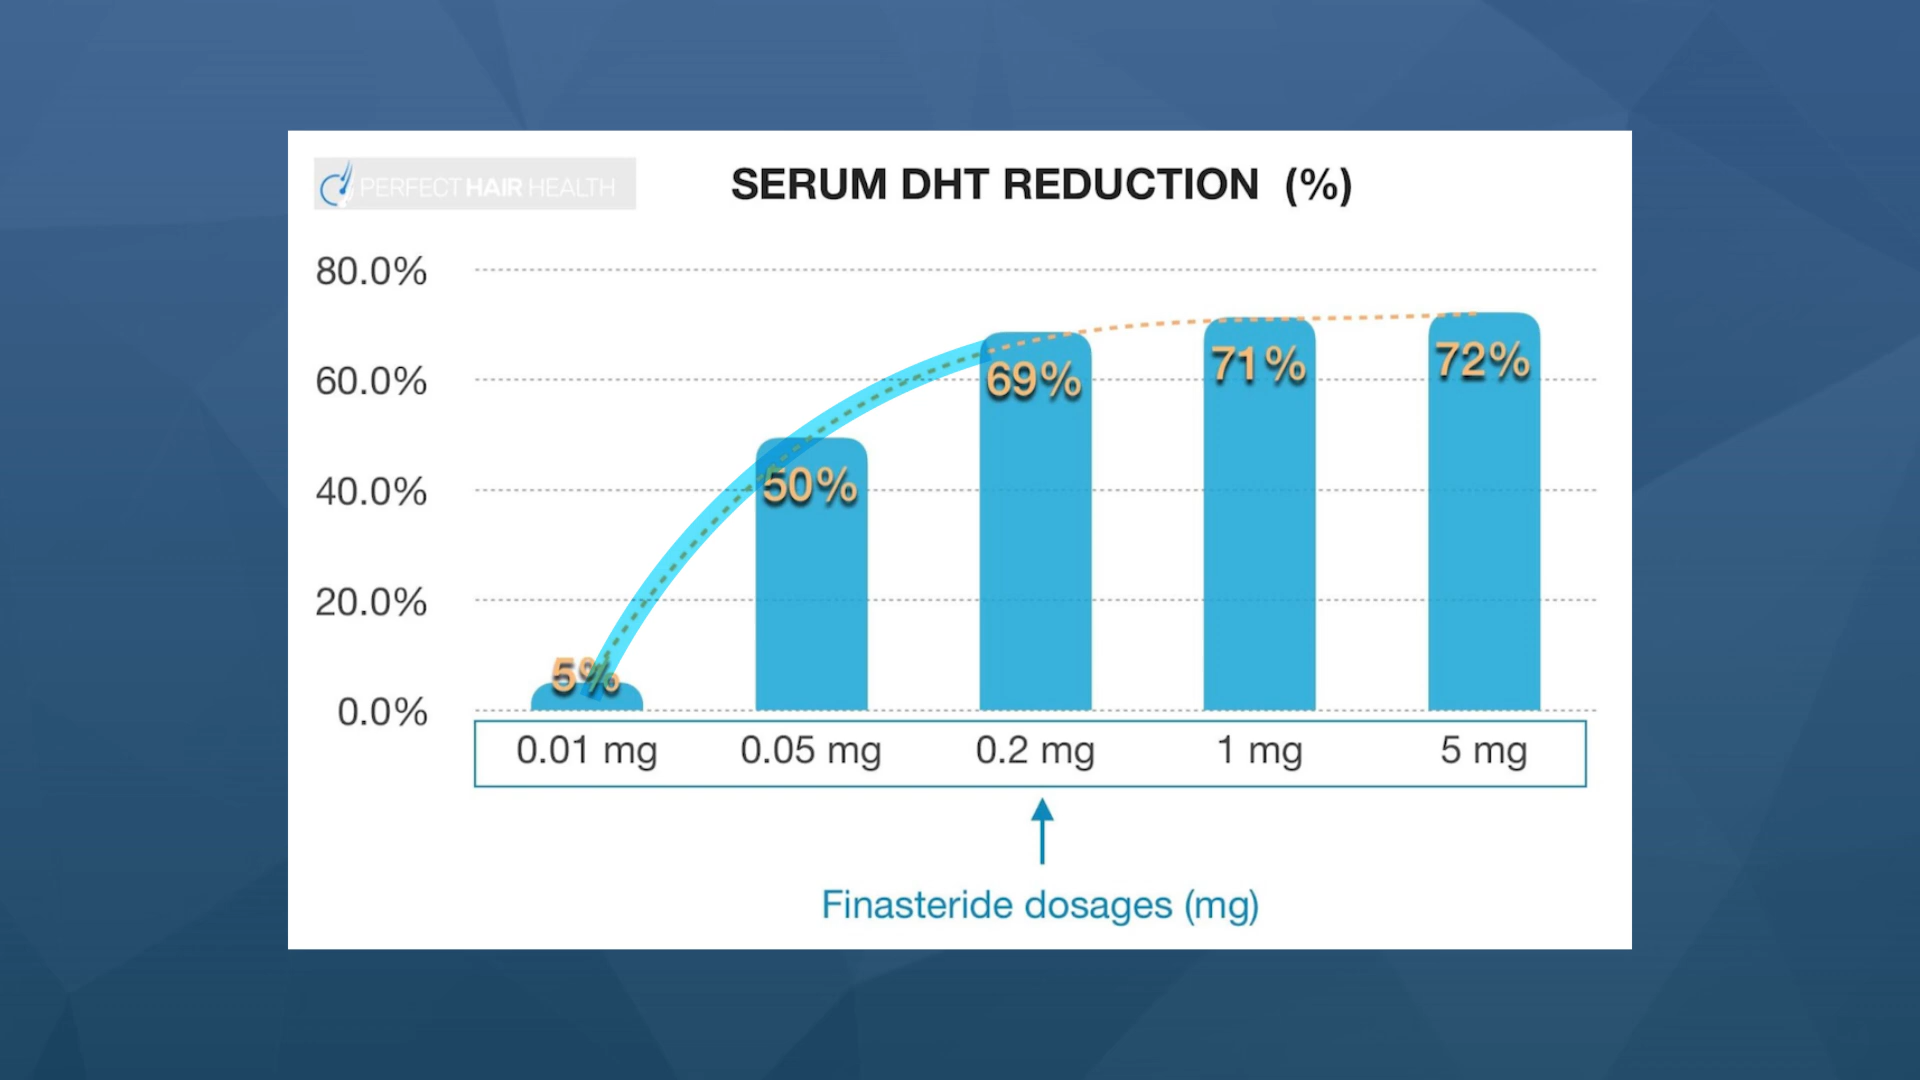 PERFECT HAIR HEALTH
SERUM DHT REDUCTION (%)
80.0%
60.0%
40.0%
20.0%
0.0%
5%
50%
69%
71%
72%
0.01 mg
0.05 mg
0.2 mg
1 mg
5 mg
Finasteride dosages (mg)